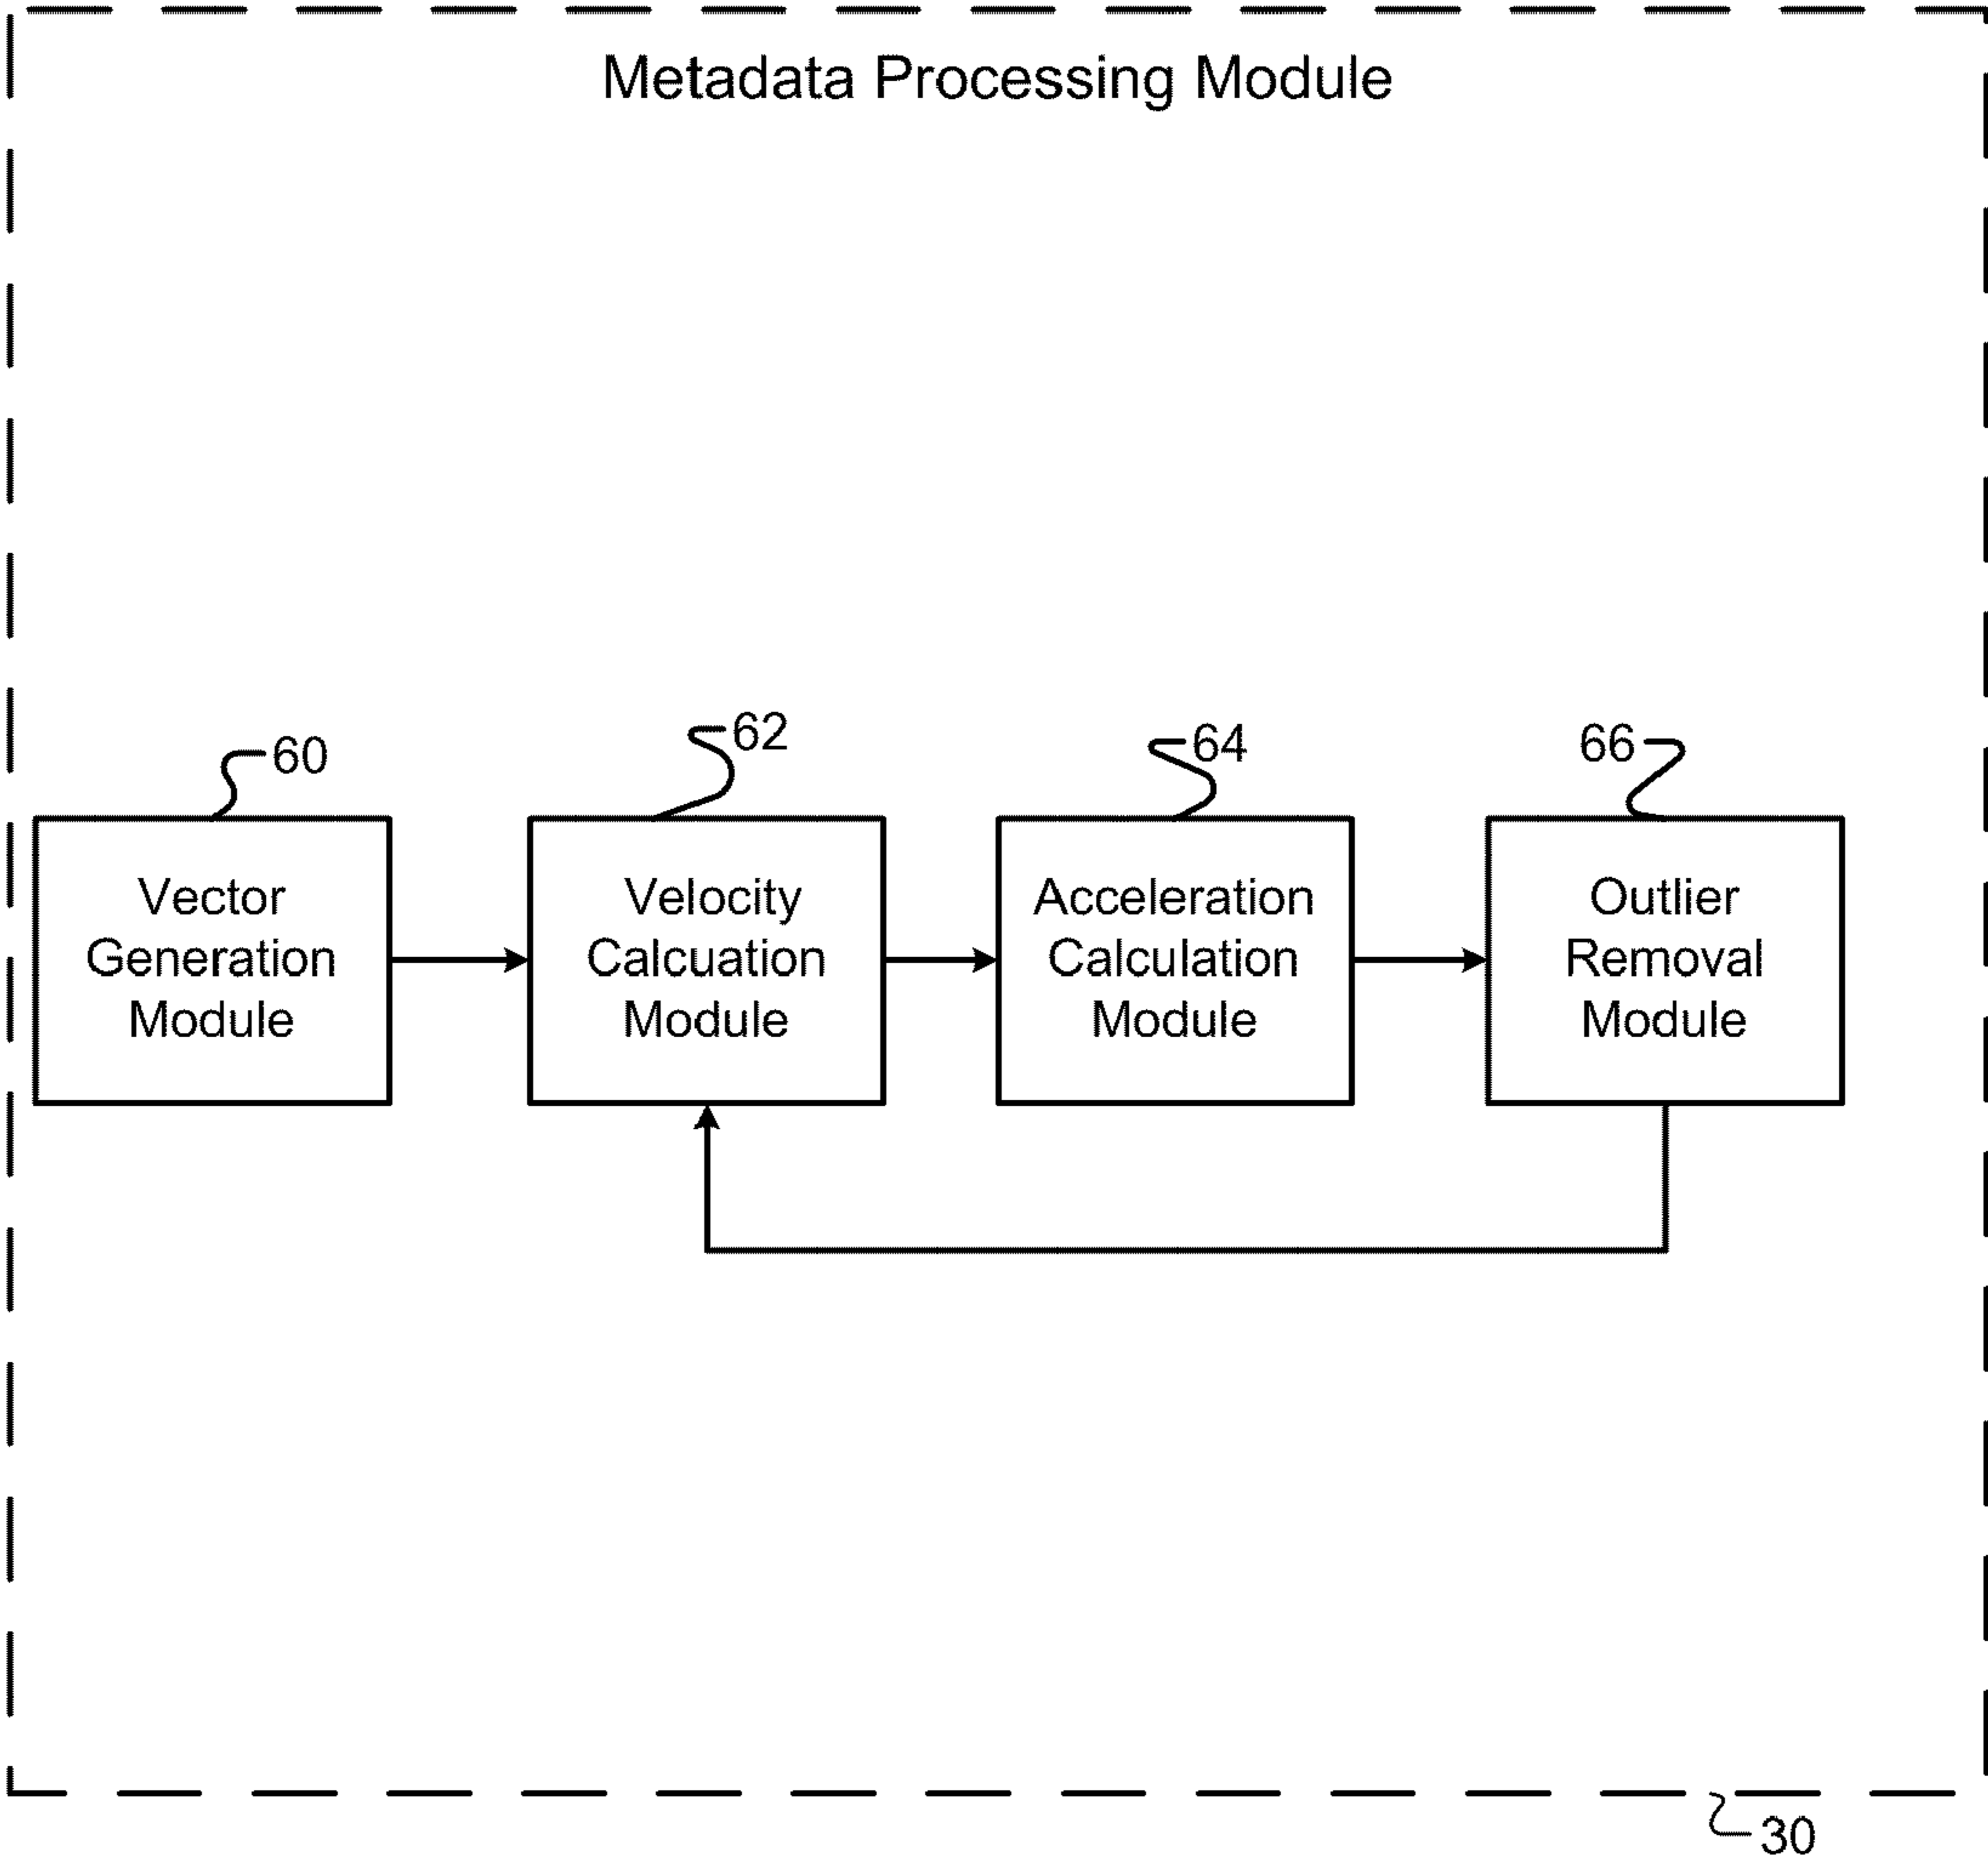 Metadata Processing Module
60
62
64
66
Vector
Generation
Module
Velocity
Calcuation
Module
Acceleration
Calculation
Module
Outlier
Removal
Module
30